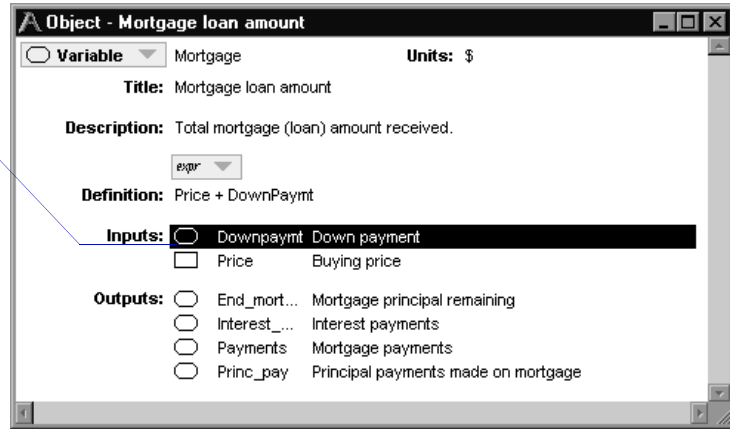 Object - Mortgage loan amount
Variable Mortgage Units: $
Title: Mortgage loan amount
Description: Total mortgage (loan) amount received.
expr
Definition: Price + DownPaymt
Inputs: Downpaymt Down payment
Price Buying price
Outputs: End_mort... Mortgage principal remaining
Interest_... Interest payments
Payments Mortgage payments
Princ_pay Principal payments made on mortgage